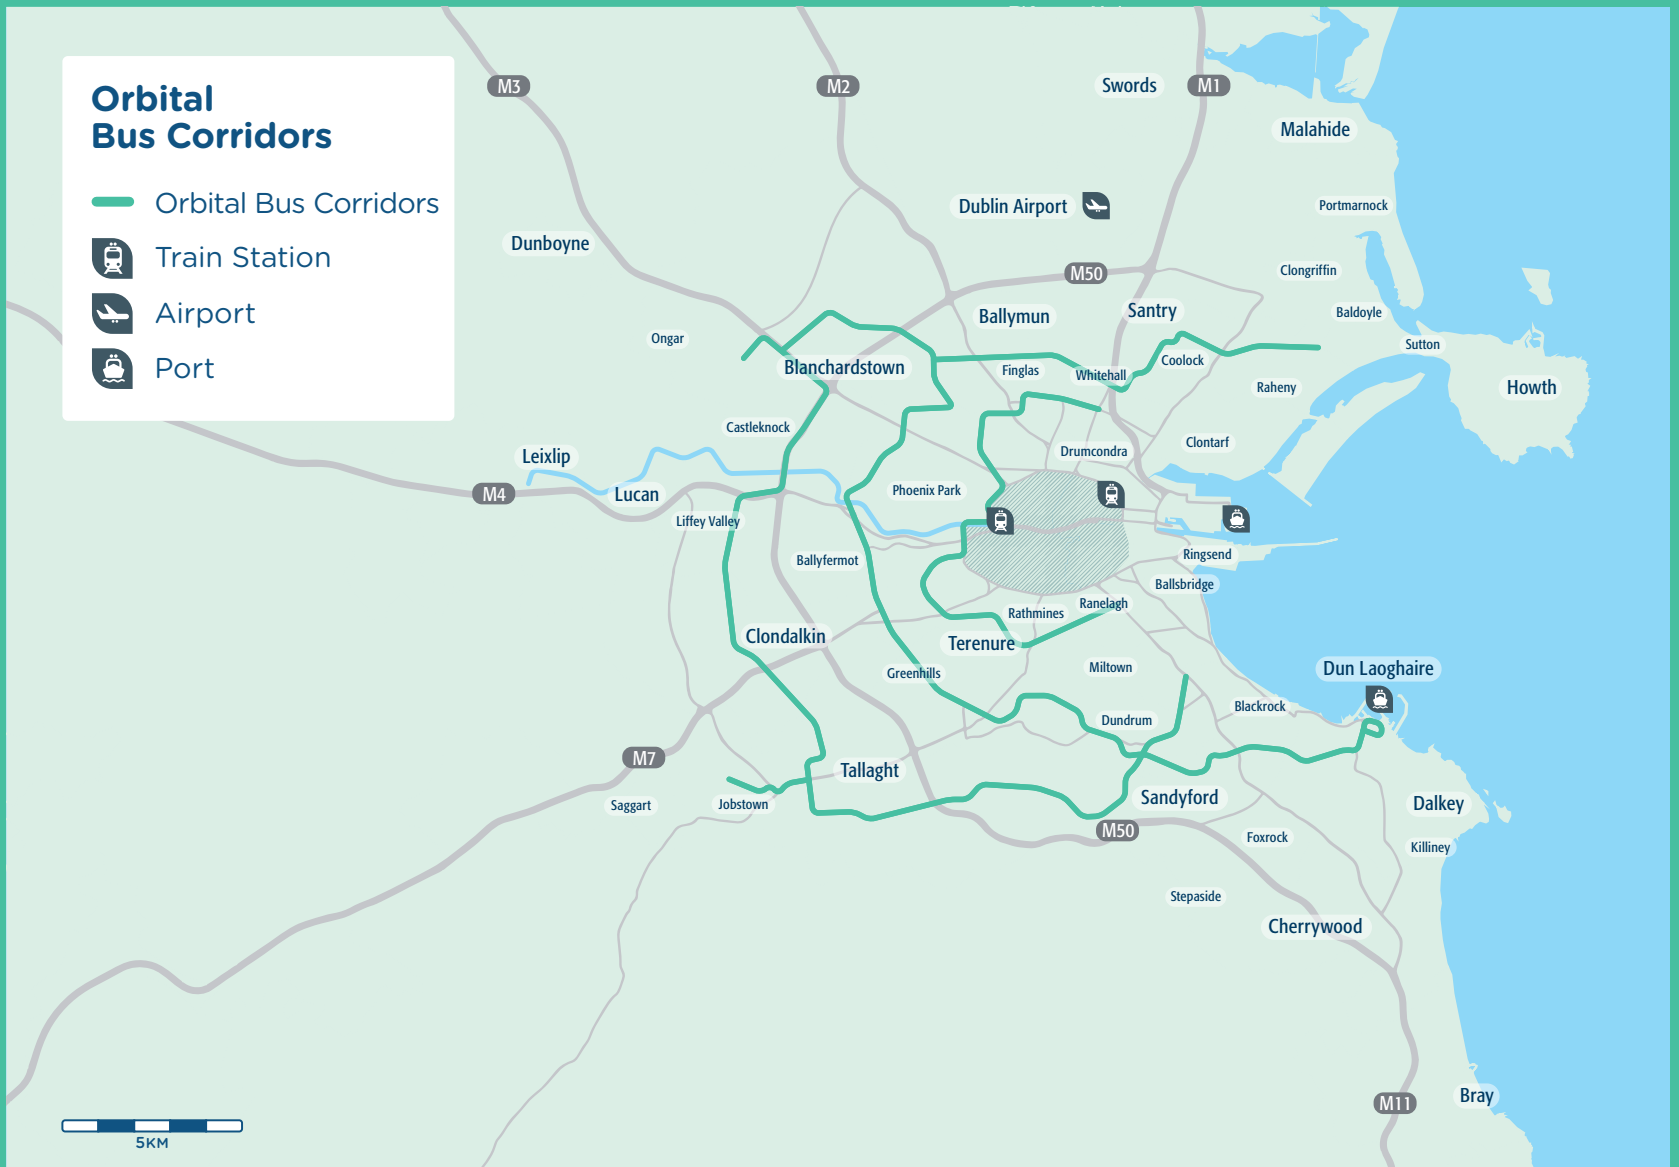 Orbital
Bus Corridors
Orbital Bus Corridors
Train Station
Airport
Port
M3
M2
Swords
M1
Malahide
Dublin Airport
Portmarnock
Dunboyne
M50
Clongriffin
Ballymun
Santry
Baldoyle
Ongar
Sutton
Blanchardstown
Finglas
Whitehall
Coolock
Raheny
Howth
Castleknock
Drumcondra
Clontarf
Leixlip
M4
Lucan
Phoenix Park
Liffey Valley
Ballyfermot
Ringsend
Ballsbridge
Ranelagh
Rathmines
Clondalkin
Terenure
Greenhills
Miltown
Dun Laoghaire
Blackrock
Dundrum
M7
Tallaght
Saggart
Jobstown
Sandyford
Dalkey
M50
Foxrock
Killiney
Stepaside
Cherrywood
Bray
M11
5KM